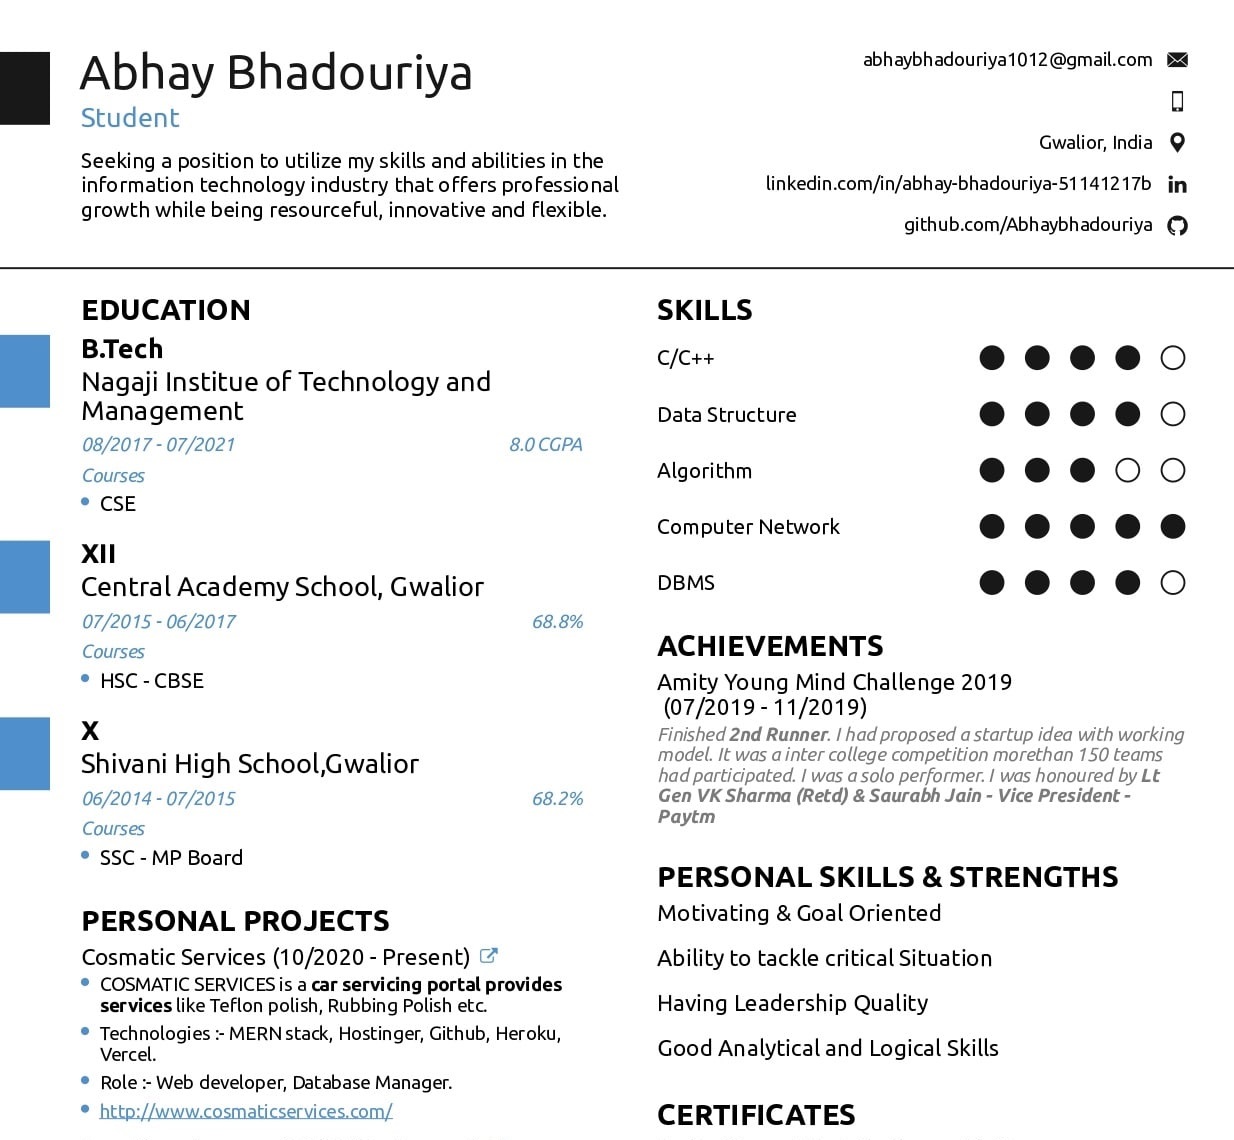 Abhay Bhadouriya
Student
Seeking a position to utilize my skills and abilities in the
information technology industry that offers professional
growth while being resourceful, innovative and flexible.
abhaybhadouriya1012@gmail.com
Gwalior, India
linkedin.com/in/abhay-bhadouriya-51141217b
github.com/Abhaybhadouriya
EDUCATION
B.Tech
Nagaji Institue of Technology and
Management
08/2017 - 07/2021 8.0 CGPA
Courses
CSE
XII
Central Academy School, Gwalior
07/2015 - 06/2017 68.8%
Courses
HSC - CBSE
X
Shivani High School,Gwalior
06/2014 - 07/2015 68.2%
Courses
SSC - MP Board
PERSONAL PROJECTS
Cosmatic Services (10/2020 - Present)
COSMATIC SERVICES is a car servicing portal provides
services like Teflon polish, Rubbing Polish etc.
Technologies :- MERN stack, Hostinger, Github, Heroku,
Vercel.
Role :- Web developer, Database Manager.
http://www.cosmaticservices.com/
SKILLS
C/C++
Data Structure
Algorithm
Computer Network
DBMS
ACHIEVEMENTS
Amity Young Mind Challenge 2019
(07/2019 - 11/2019)
Finished 2nd Runner. I had proposed a startup idea with working
model. It was a inter college competition morethan 150 teams
had participated. I was a solo performer. I was honoured by Lt
Gen VK Sharma (Retd) & Saurabh Jain - Vice President -
Paytm
PERSONAL SKILLS & STRENGTHS
Motivating & Goal Oriented
Ability to tackle critical Situation
Having Leadership Quality
Good Analytical and Logical Skills
CERTIFICATES